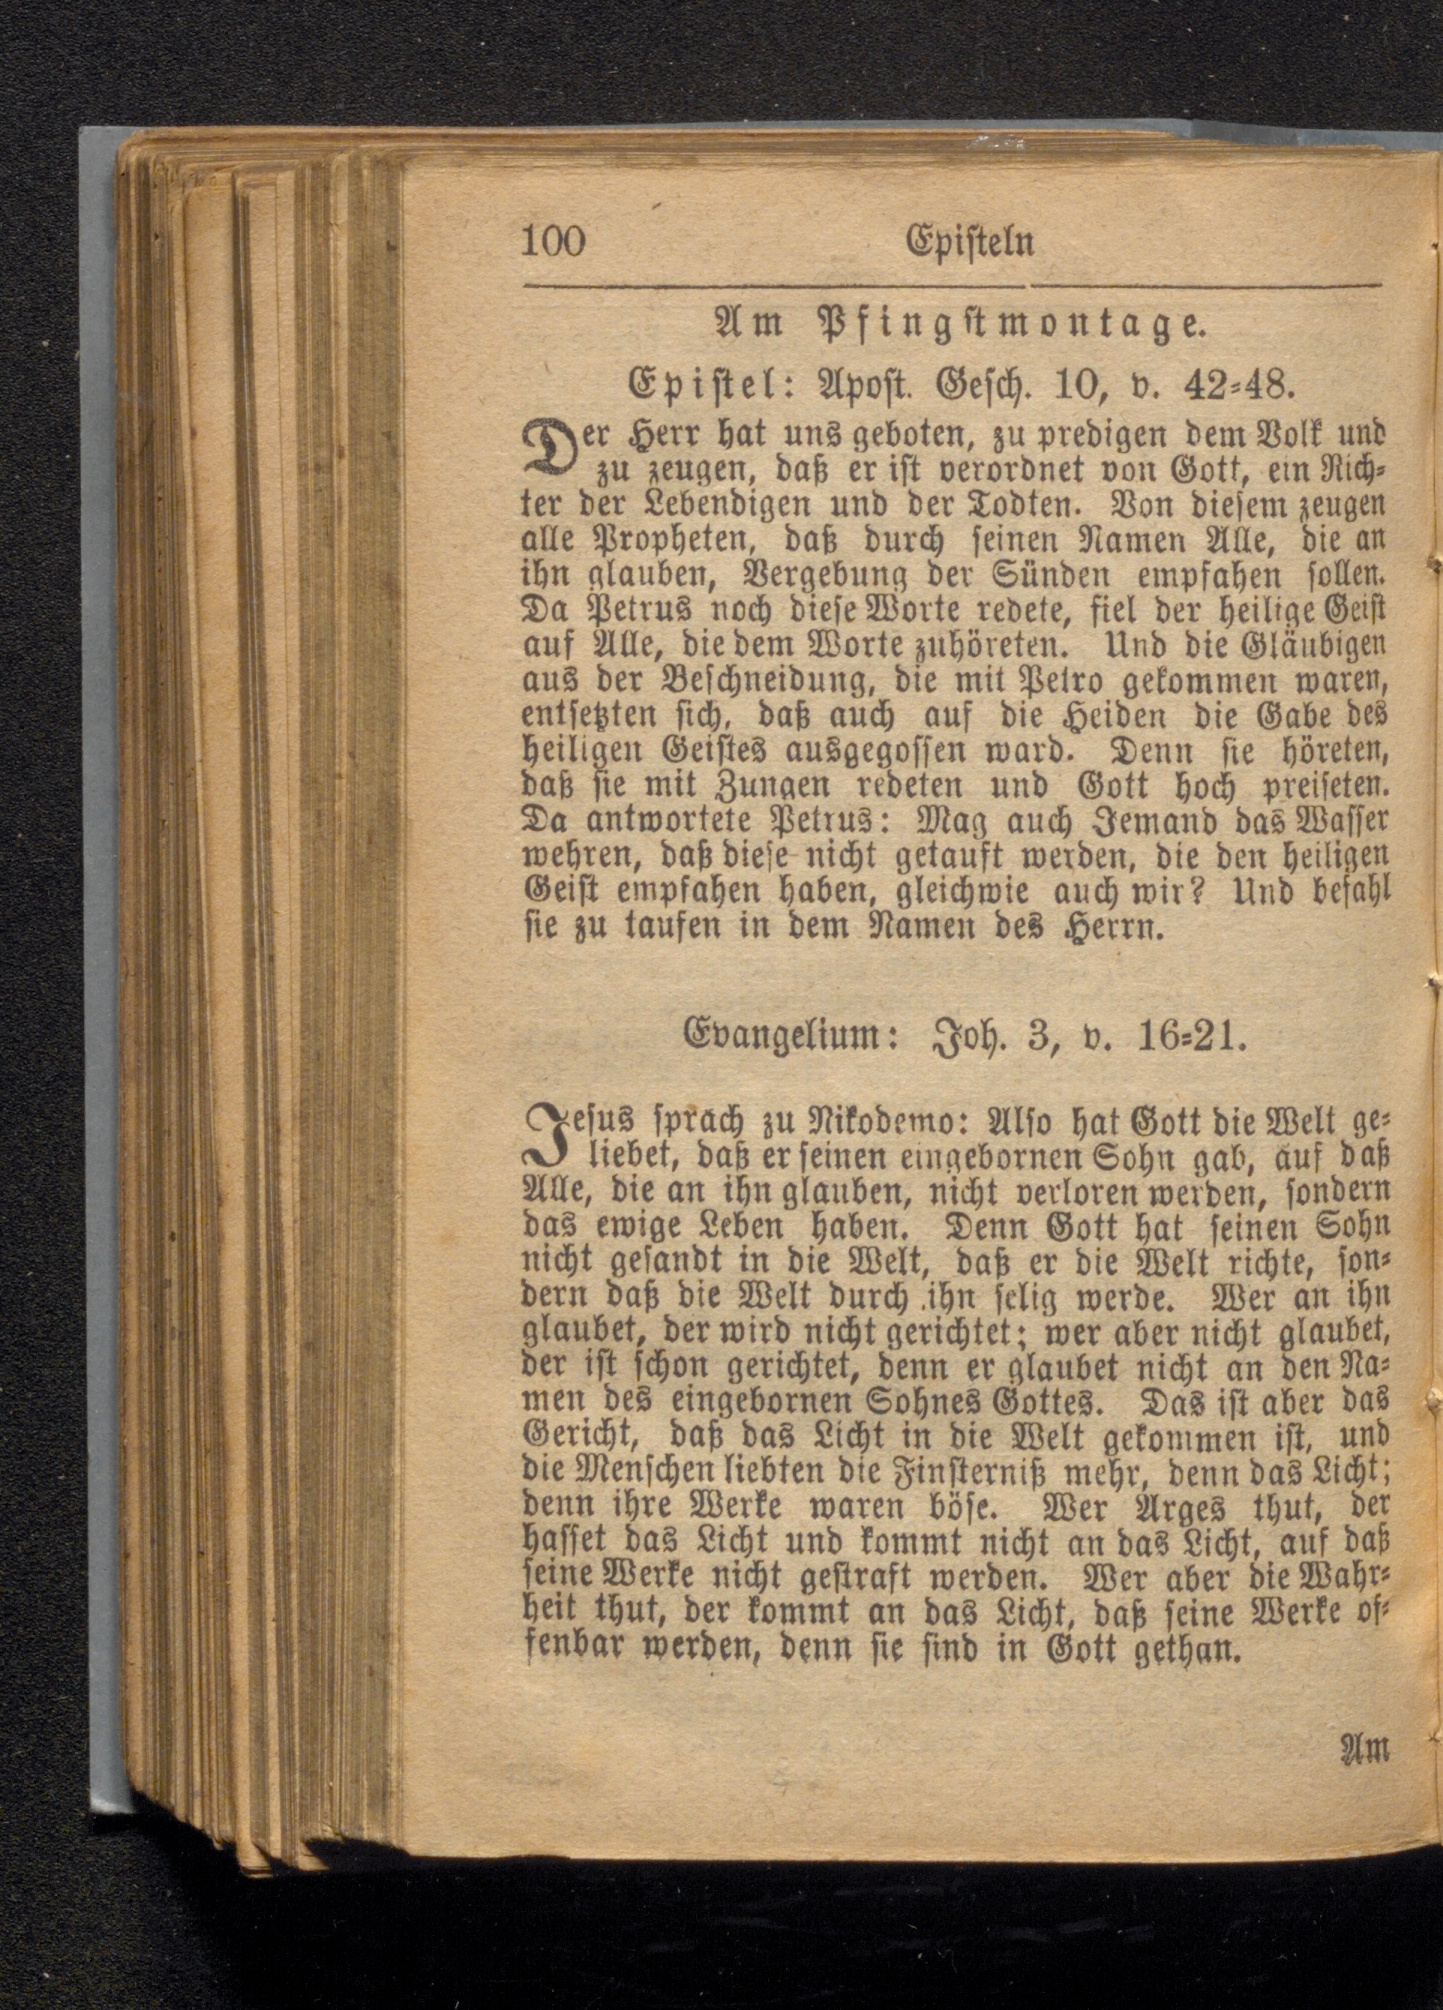 100 Epiſteln
Am Pfingſtmontage.
Epiſtel: Apoſt. Geſch. 10, v. 42-48.
Der Herr hat uns geboten, zu predigen dem Volk und
zu zeugen, daß er iſt verordnet von Gott, ein Rich-
ter der Lebendigen und der Todten. Von dieſem zeugen
alle Propheten, daß durch ſeinen Namen Alle, die an
ihn glauben, Vergebung der Sünden empfahen ſollen.
Da Petrus noch dieſe Worte redete, fiel der heilige Geiſt
auf Alle, die dem Worte zuhöreten. Und die Gläubigen
aus der Beſchneidung, die mit Petro gekommen waren,
entſetzten ſich, daß auch auf die Heiden die Gabe des
heiligen Geiſtes ausgegoſſen ward. Denn ſie höreten,
daß ſie mit Zungen redeten und Gott hoch preiſeten.
Da antwortete Petrus: Mag auch Jemand das Waſſer
wehren, daß dieſe nicht getauft werden, die den heiligen
Geiſt empfahen haben, gleichwie auch wir? Und befahl
ſie zu taufen in dem Namen des Herrn.
Evangelium: Joh. 3, v. 16-21.
Jeſus ſprach zu Nikodemo: Alſo hat Gott die Welt ge-
liebet, daß er ſeinen eingebornen Sohn gab, auf daß
Alle, die an ihn glauben, nicht verloren werden, ſondern
das ewige Leben haben. Denn Gott hat ſeinen Sohn
nicht geſandt in die Welt, daß er die Welt richte, ſon-
dern daß die Welt durch ihn ſelig werde. Wer an ihn
glaubet, der wird nicht gerichtet; wer aber nicht glaubet,
der iſt ſchon gerichtet, denn er glaubet nicht an den Na-
men des eingebornen Sohnes Gottes. Das iſt aber das
Gericht, daß das Licht in die Welt gekommen iſt, und
die Menſchen liebten die Finſterniß mehr, denn das Licht;
denn ihre Werke waren böſe. Wer Arges thut, der
haſſet das Licht und kommt nicht an das Licht, auf daß
ſeine Werke nicht geſtraft werden. Wer aber die Wahr-
heit thut, der kommt an das Licht, daß ſeine Werke of-
fenbar werden, denn ſie ſind in Gott gethan.
Am